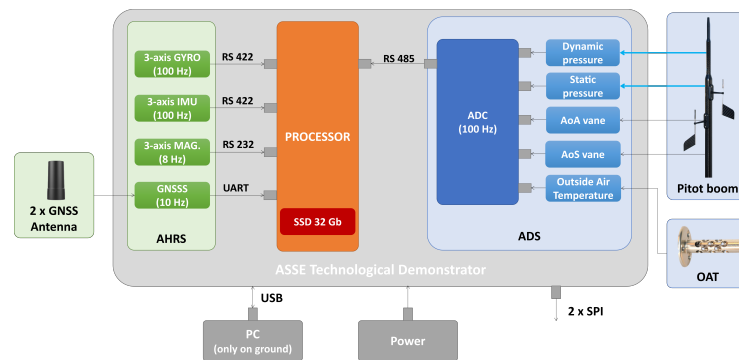 3-axis GYRO
(100 Hz)
RS 422
3-axis IMU
(100 Hz)
RS 422
3-axis MAG.
(8 Hz)
RS 232
GNSSS
(10 Hz)
UART
AHRS
2 x GNSS
Antenna
PROCESSOR
SSD 32 Gb
RS 485
ADC
(100 Hz)
Dynamic
pressure
Static
pressure
AoA vane
AoS vane
Outside Air
Temperature
ADS
Pitot boom
OAT
ASSE Technological Demonstrator
USB
2 x SPI
PC
(only on ground)
Power